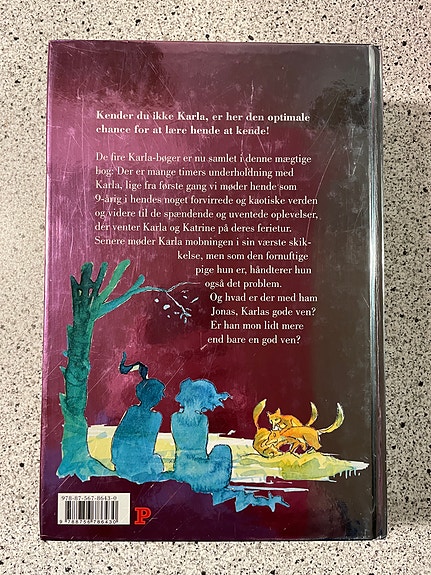 Kender du ikke Karla, er her den optimale
chance for at lære hende at kende!
De fire Karla-bøger er nu samlet i denne mægtige
bog. Der er mange timers underholdning med
Karla, lige fra første gang vi møder hende som
9-årig i hendes noget forvirrede og kaotiske verden
og videre til de spændende og uventede oplevelser,
der venter Karla og Katrine på deres ferietur.
Senere møder Karla mobningen i sin værste skik-
kelse, men som den fornuftige
pige hun er, håndterer hun
også det problem.
Og hvad er der med ham
Jonas, Karlas gode ven?
Er han mon lidt mere
end bare en god ven?
978-87-567-8643-0
9 788756 786430
P